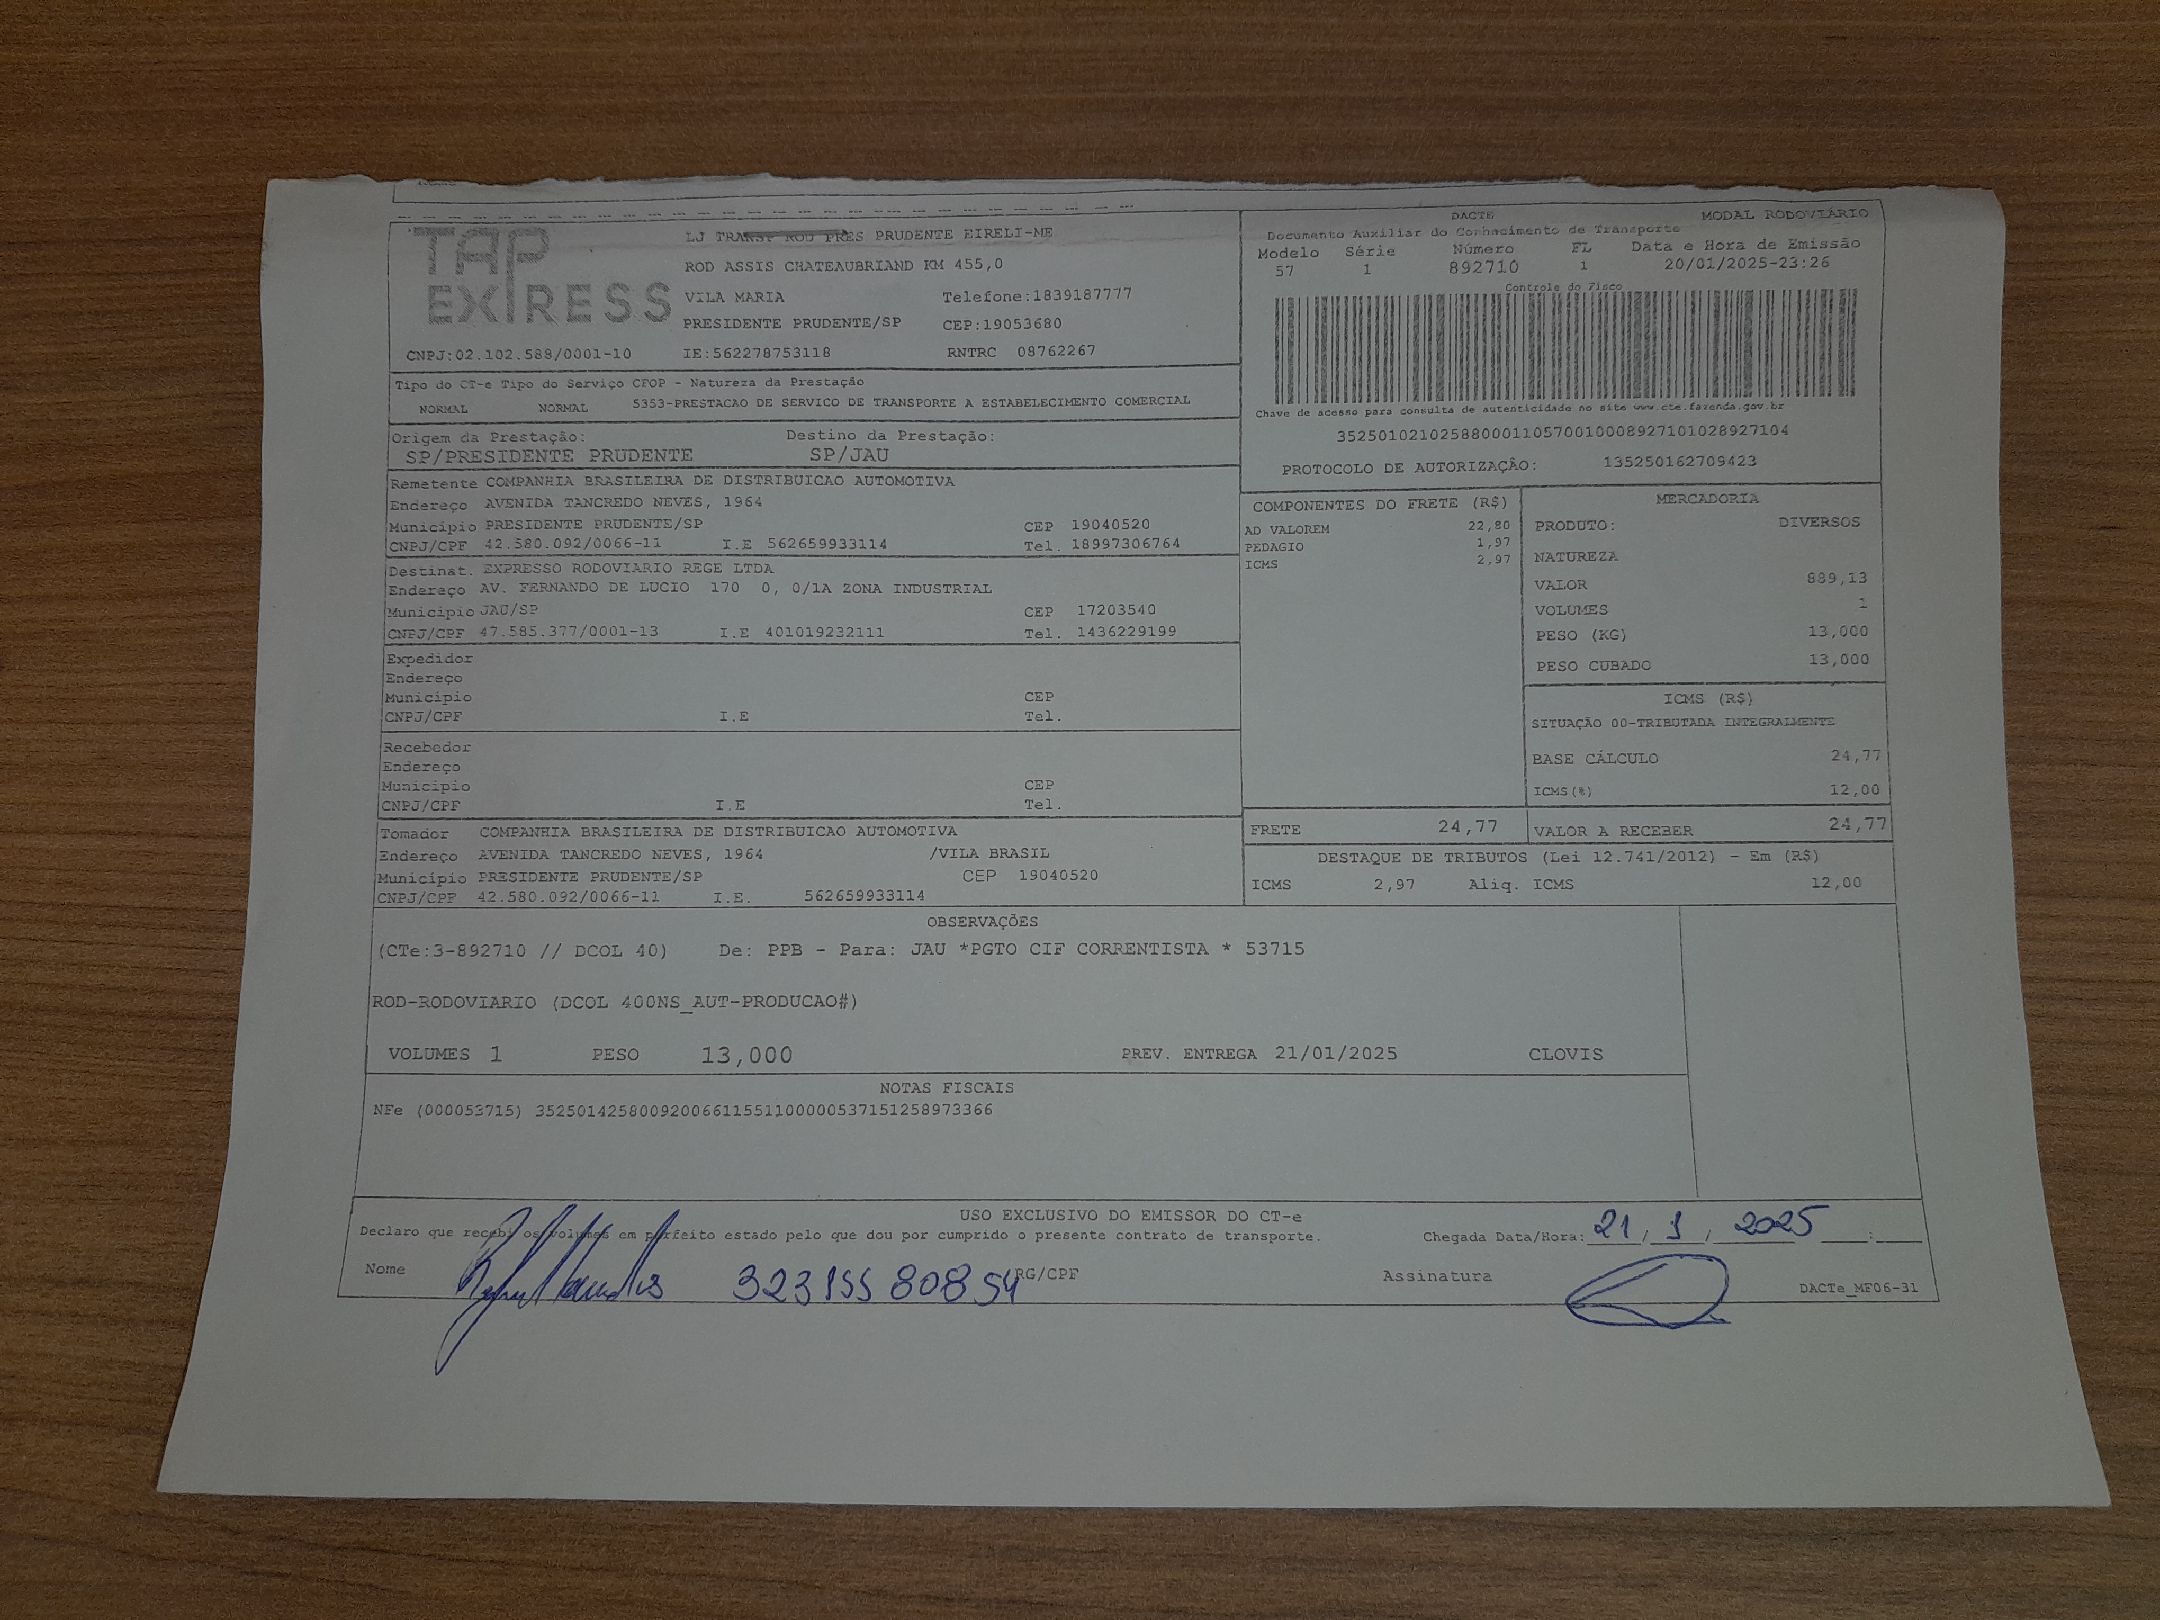 TAP
EXPRESS
LJ TRANSP ROD PRES PRUDENTE EIRELI-ME
ROD ASSIS CHATEAUBRIAND KM 455,0
VILA MARIA Telefone:1839187777
PRESIDENTE PRUDENTE/SP CEP:19053680
CNPJ:02.102.588/0001-10 IE:562278753118 RNTRC 08762267
DACTE MODAL RODOVIÁRIO
Documento Auxiliar do Conhecimento de Transporte
Modelo Série Número FL Data e Hora de Emissão
57 1 892710 1 20/01/2025-23:26
Controle do Fisco
Chave de acesso para consulta de autenticidade no site www.cte.fazenda.gov.br
35250102102588000110570010008927101028927104
PROTOCOLO DE AUTORIZAÇÂO: 135250162709423
Tipo do CT-e Tipo do Serviço CFOP - Natureza da Prestação
NORMAL NORMAL 5353-PRESTACAO DE SERVICO DE TRANSPORTE A ESTABELECIMENTO COMERCIAL
Origem da Prestação: Destino da Prestação:
SP/PRESIDENTE PRUDENTE SP/JAU
Remetente COMPANHIA BRASILEIRA DE DISTRIBUICAO AUTOMOTIVA
Endereço AVENIDA TANCREDO NEVES, 1964
Município PRESIDENTE PRUDENTE/SP CEP 19040520
CNPJ/CPF 42.580.092/0066-11 I.E 562659933114 Tel. 18997306764
Destinat. EXPRESSO RODOVIARIO REGE LTDA
Endereço AV. FERNANDO DE LUCIO 170 0, 0/1A ZONA INDUSTRIAL
Município JAU/SP CEP 17203540
CNPJ/CPF 47.585.377/0001-13 I.E 401019232111 Tel. 1436229199
Expedidor
Endereço
Município CEP
CNPJ/CPF I.E Tel.
Recebedor
Endereço
Município CEP
CNPJ/CPF I.E Tel.
Tomador COMPANHIA BRASILEIRA DE DISTRIBUICAO AUTOMOTIVA
Endereço AVENIDA TANCREDO NEVES, 1964 /VILA BRASIL
Município PRESIDENTE PRUDENTE/SP CEP 19040520
CNPJ/CPF 42.580.092/0066-11 I.E. 562659933114
COMPONENTES DO FRETE (R$)
AD VALOREM 22,80
PEDAGIO 1,97
ICMS 2,97
MERCADORIA
PRODUTO: DIVERSOS
NATUREZA
VALOR 889,13
VOLUMES 1
PESO (KG) 13,000
PESO CUBADO 13,000
ICMS (R$)
SITUAÇÃO 00-TRIBUTADA INTEGRALMENTE
BASE CÁLCULO 24,77
ICMS(%) 12,00
FRETE 24,77 VALOR A RECEBER 24,77
DESTAQUE DE TRIBUTOS (Lei 12.741/2012) - Em (R$)
ICMS 2,97 Aliq. ICMS 12,00
OBSERVAÇÕES
(CTe:3-892710 // DCOL 40) De: PPB - Para: JAU *PGTO CIF CORRENTISTA * 53715
ROD-RODOVIARIO (DCOL 400NS_AUT-PRODUCAO#)
VOLUMES 1 PESO 13,000 PREV. ENTREGA 21/01/2025 CLOVIS
NOTAS FISCAIS
NFe (000053715) 35250142580092006611551100000537151258973366
USO EXCLUSIVO DO EMISSOR DO CT-e
Declaro que recebi os volumes em perfeito estado pelo que dou por cumprido o presente contrato de transporte. Chegada Data/Hora: 21/1/2025 :
Nome 32315580854 RG/CPF Assinatura
DACTe_MF06-31